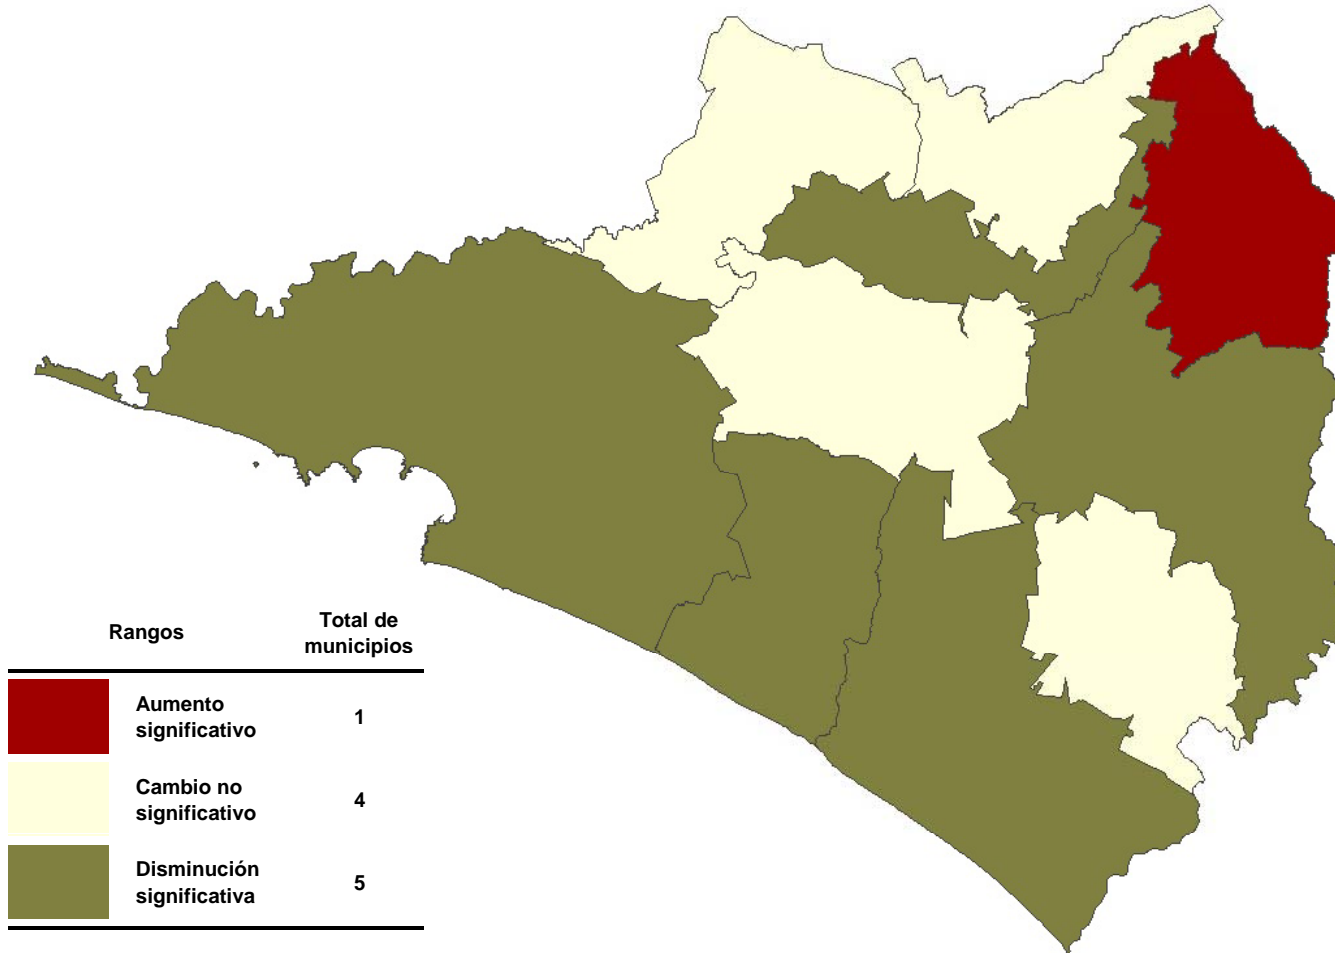 Rangos
Total de
municipios
Aumento
significativo
1
Cambio no
significativo
4
Disminución
significativa
5